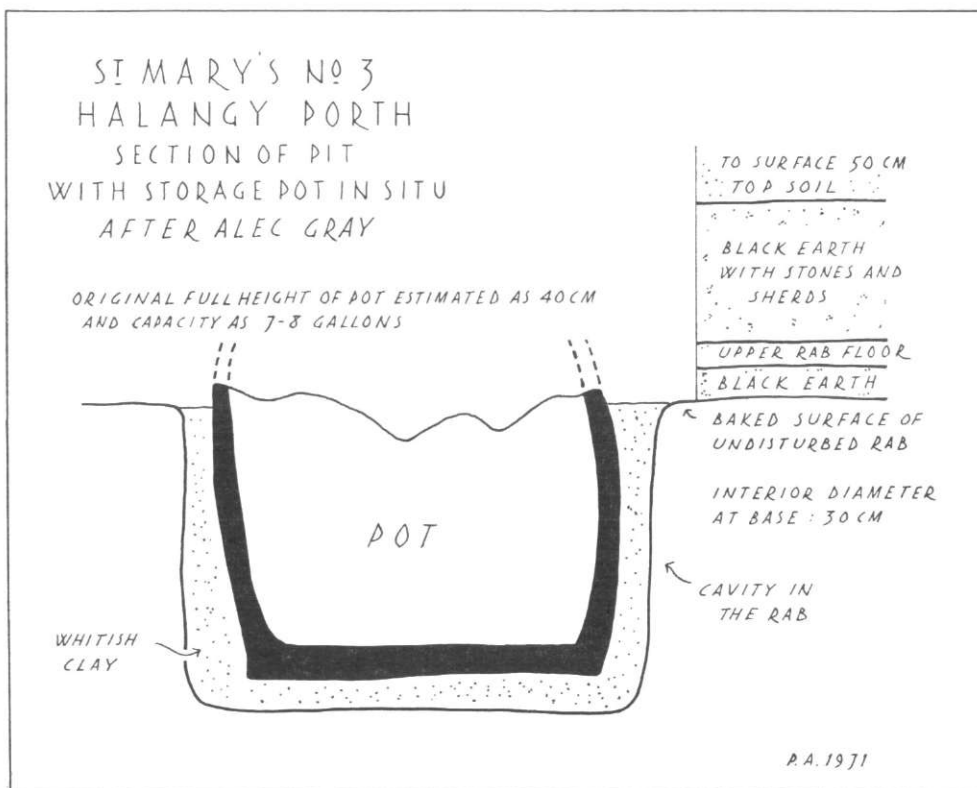 ST MARY'S No 3
HALANGY PORTH
SECTION OF PIT
WITH STORAGE POT IN SITU
AFTER ALEC GRAY
ORIGINAL FULL HEIGHT OF POT ESTIMATED AS 40CM
AND CAPACITY AS 7-8 GALLONS
TO SURFACE 50 CM
TOP SOIL
BLACK EARTH
WITH STONES AND
SHERDS
UPPER RAB FLOOR
BLACK EARTH
BAKED SURFACE OF
UNDISTURBED RAB
INTERIOR DIAMETER
AT BASE : 30 CM
POT
CAVITY IN
THE RAB
WHITISH
CLAY
P.A. 1971